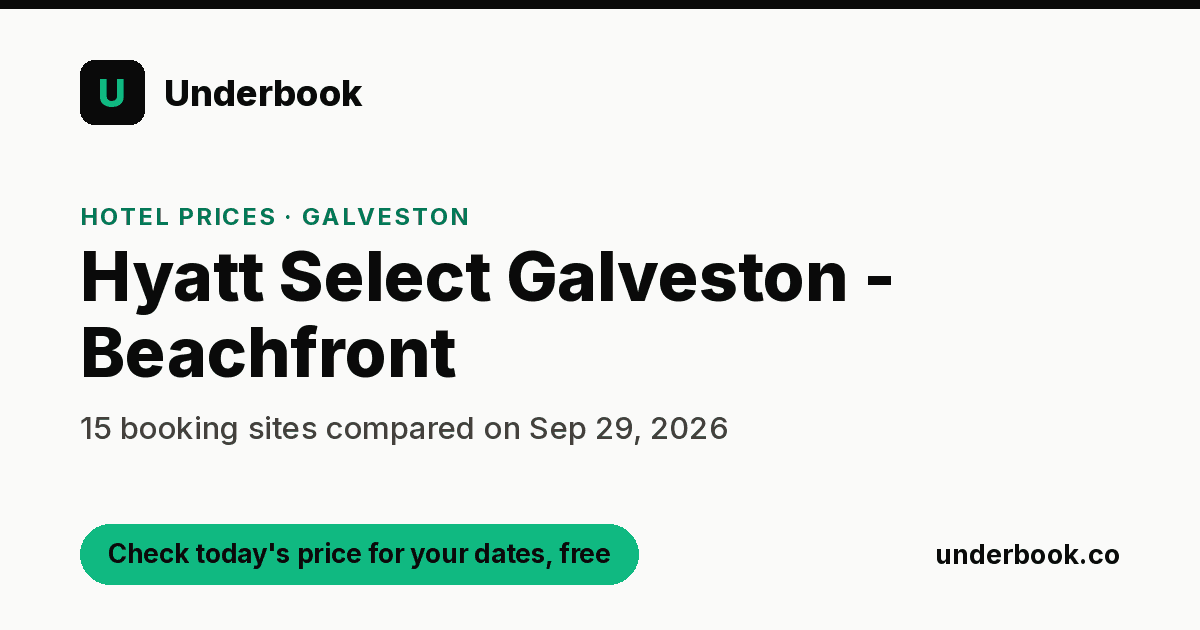 U Underbook
HOTEL PRICES · GALVESTON
Hyatt Select Galveston -
Beachfront
15 booking sites compared on Sep 29, 2026
Check today's price for your dates, free
underbook.co